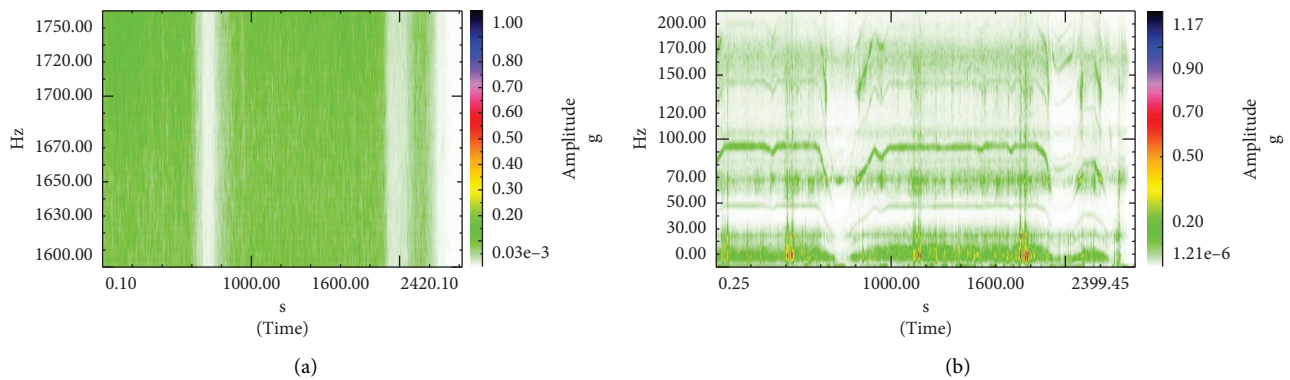 1750.00
1720.00
1700.00
1670.00
1650.00
1630.00
1600.00
Hz
0.10
1000.00
1600.00
2420.10
s
(Time)
1.00
0.80
0.70
0.60
0.50
0.40
0.30
0.20
0.03e−3
Amplitude
g
(a)
200.00
170.00
150.00
120.00
100.00
70.00
50.00
30.00
0.00
Hz
0.25
1000.00
1600.00
2399.45
s
(Time)
1.17
0.90
0.70
0.50
0.20
1.21e−6
Amplitude
g
(b)